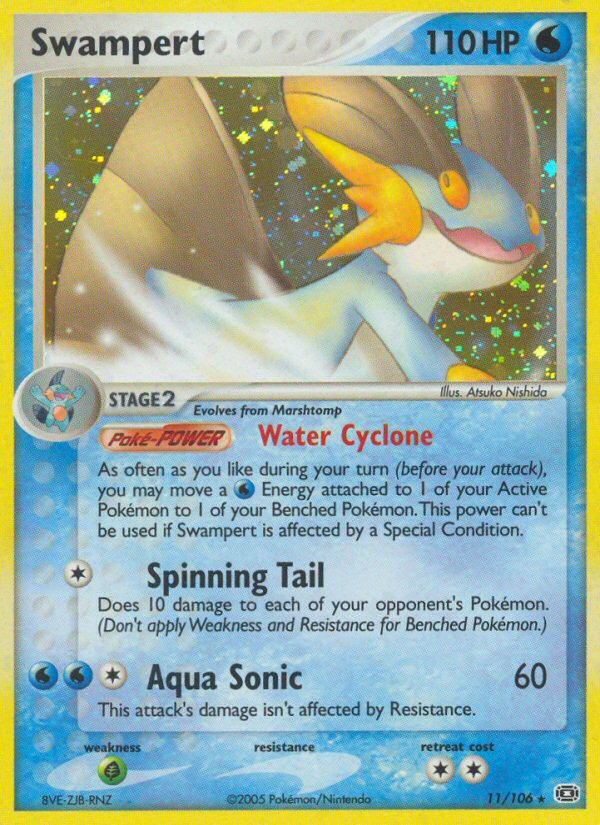 Swampert 110 HP
Illus. Atsuko Nishida
STAGE 2
Evolves from Marshtomp
Poké-POWER Water Cyclone
As often as you like during your turn (before your attack),
you may move a Energy attached to 1 of your Active
Pokémon to 1 of your Benched Pokémon. This power can't
be used if Swampert is affected by a Special Condition.
Spinning Tail
Does 10 damage to each of your opponent's Pokémon.
(Don't apply Weakness and Resistance for Benched Pokémon.)
Aqua Sonic 60
This attack's damage isn't affected by Resistance.
weakness resistance retreat cost
8VE-ZJB-RNZ ©2005 Pokémon/Nintendo 11/106 ★